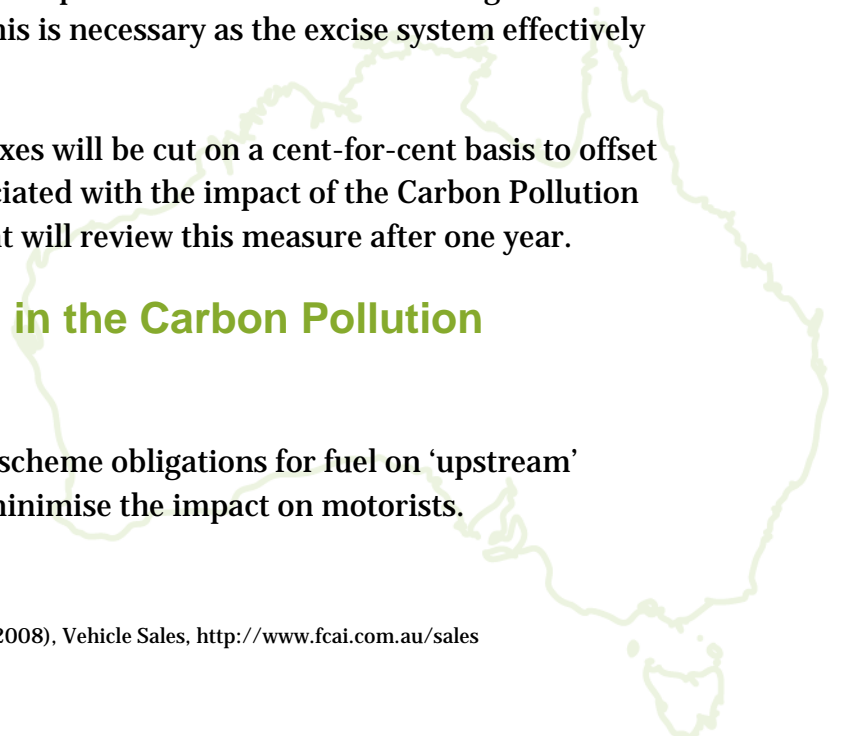 his is necessary as the excise system effectively
xes will be cut on a cent-for-cent basis to offset
ciated with the impact of the Carbon Pollution
t will review this measure after one year.
in the Carbon Pollution
scheme obligations for fuel on ‘upstream’
inimise the impact on motorists.
2008), Vehicle Sales, http://www.fcai.com.au/sales